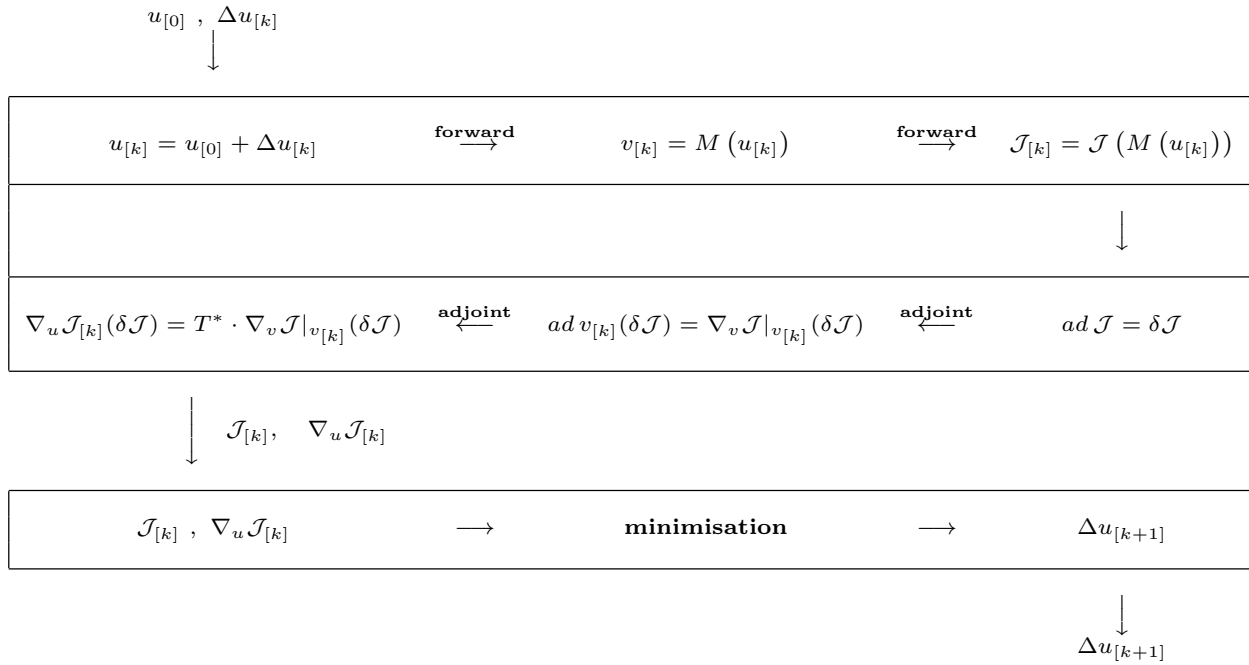 u_{[0]} , Δu_{[k]}
↓
u_{[k]} = u_{[0]} + Δu_{[k]} forward ⟶ v_{[k]} = M (u_{[k]}) forward ⟶ 𝒥_{[k]} = 𝒥 (M (u_{[k]}))
↓
∇_u 𝒥_{[k]}(δ𝒥) = T* · ∇_v 𝒥|_{v_{[k]}}(δ𝒥) adjoint ⟵ ad v_{[k]}(δ𝒥) = ∇_v 𝒥|_{v_{[k]}}(δ𝒥) adjoint ⟵ ad 𝒥 = δ𝒥
↓ 𝒥_{[k]}, ∇_u 𝒥_{[k]}
𝒥_{[k]} , ∇_u 𝒥_{[k]} ⟶ minimisation ⟶ Δu_{[k+1]}
↓
Δu_{[k+1]}